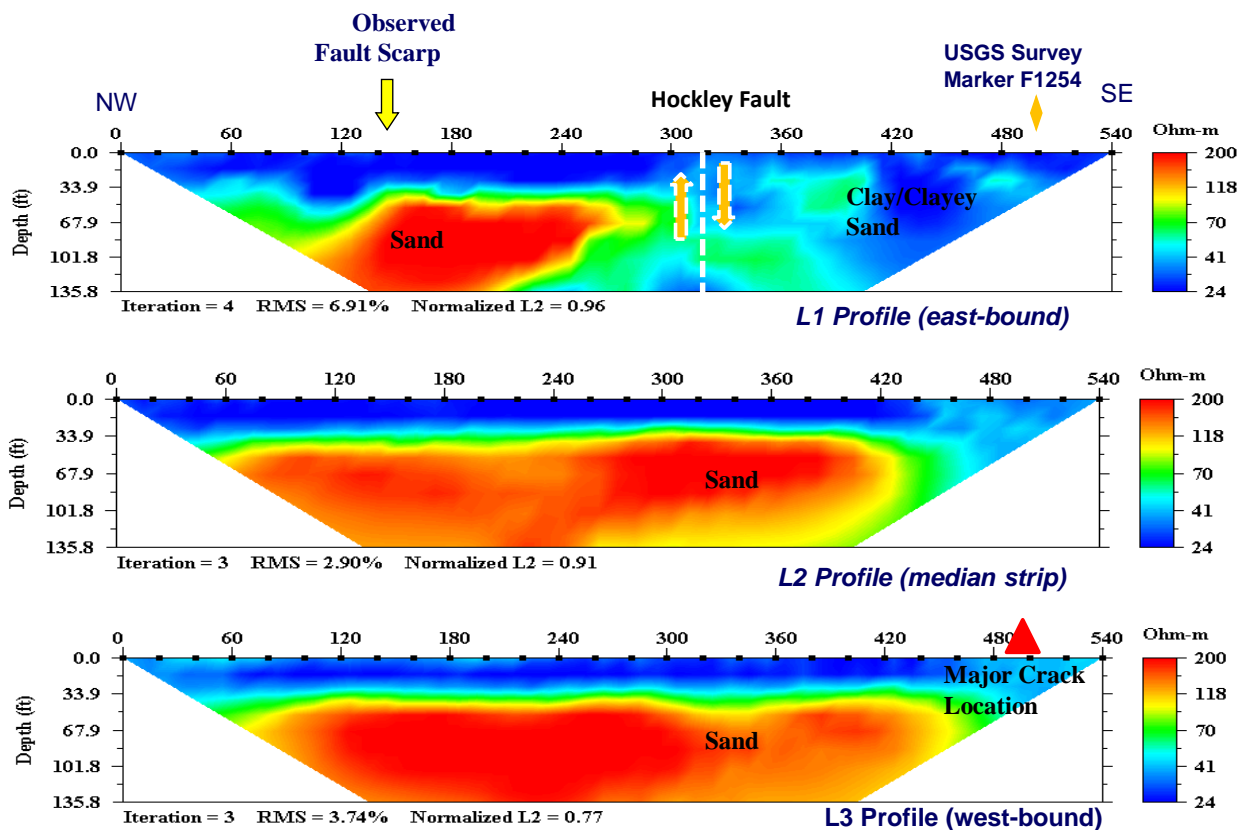 Observed
Fault Scarp
USGS Survey
Marker F1254
NW
Hockley Fault
SE
0 60 120 180 240 300 360 420 480 540
Ohm-m
Depth (ft)
0.0
33.9
67.9
101.8
135.8
Sand
Clay/Clayey
Sand
200
118
70
41
24
Iteration = 4 RMS = 6.91% Normalized L2 = 0.96
L1 Profile (east-bound)
0 60 120 180 240 300 360 420 480 540
Ohm-m
Depth (ft)
0.0
33.9
67.9
101.8
135.8
Sand
200
118
70
41
24
Iteration = 3 RMS = 2.90% Normalized L2 = 0.91
L2 Profile (median strip)
0 60 120 180 240 300 360 420 480 540
Ohm-m
Depth (ft)
0.0
33.9
67.9
101.8
135.8
Major Crack
Location
Sand
200
118
70
41
24
Iteration = 3 RMS = 3.74% Normalized L2 = 0.77
L3 Profile (west-bound)